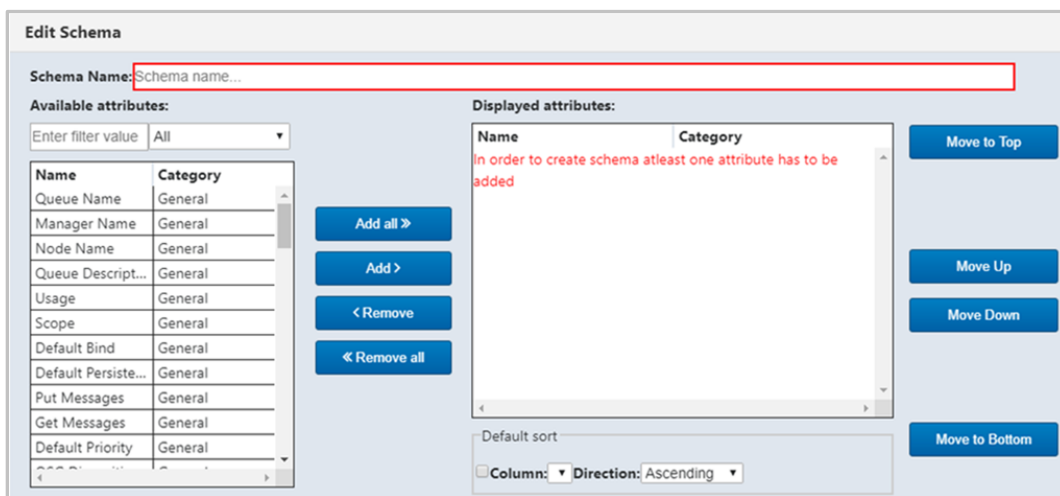 Edit Schema
Schema Name: Schema name...
Available attributes:
Enter filter value All
Name Category
Queue Name General
Manager Name General
Node Name General
Queue Descript... General
Usage General
Scope General
Default Bind General
Default Persiste... General
Put Messages General
Get Messages General
Default Priority General
Add all »
Add >
< Remove
« Remove all
Displayed attributes:
Name Category
In order to create schema atleast one attribute has to be
added
Default sort
Column: Direction: Ascending
Move to Top
Move Up
Move Down
Move to Bottom